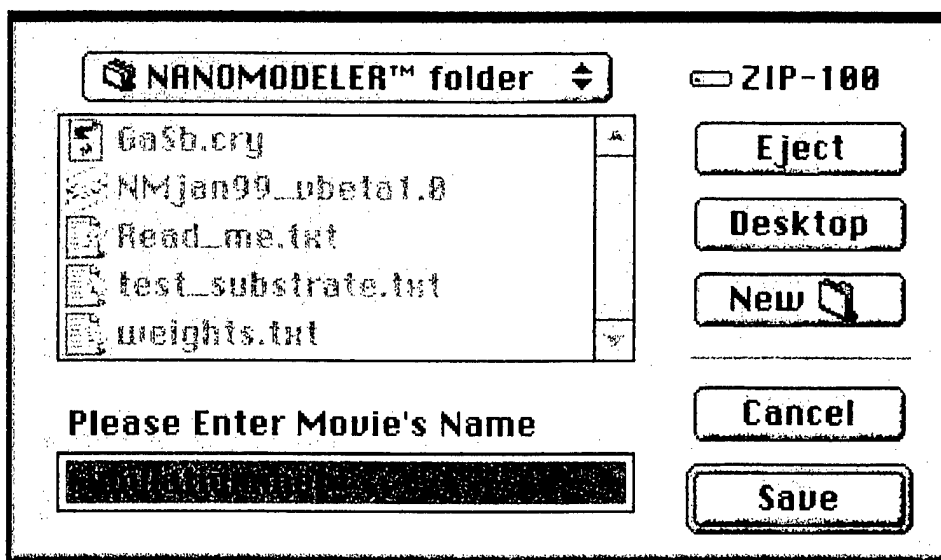 NANOMODELER™ folder
ZIP-100
GaSb.cry
NMjan99_vbeta1.0
Read_me.txt
test_substrate.txt
weights.txt
Eject
Desktop
New
Please Enter Movie's Name
Cancel
Save